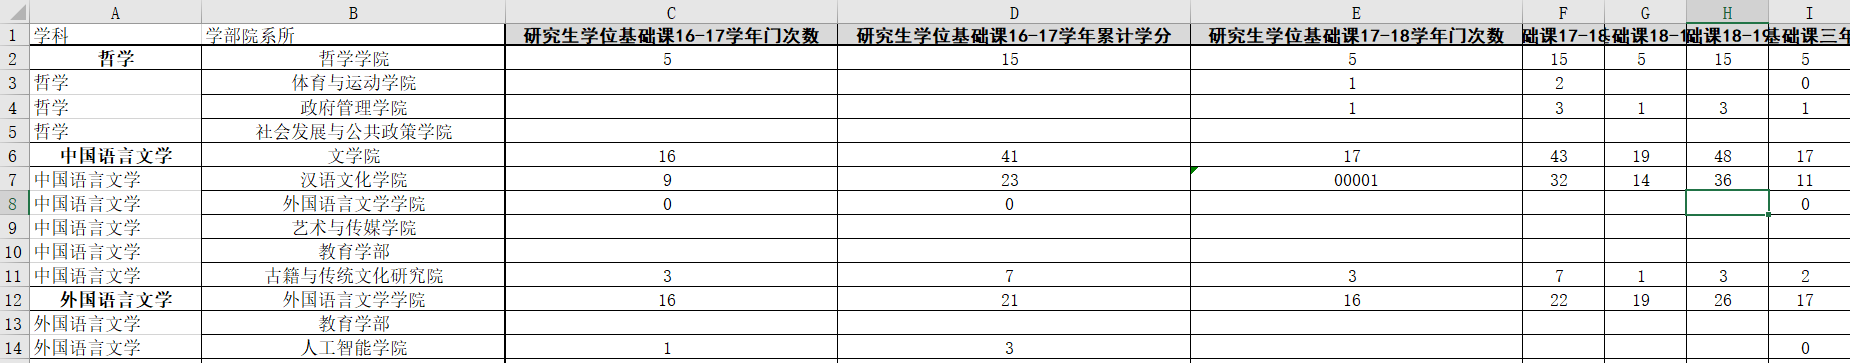 A B C D E F G H I
1 学科 学部院系所 研究生学位基础课16-17学年门次数 研究生学位基础课16-17学年累计学分 研究生学位基础课17-18学年门次数 础课17-18 基础课18-1 础课18-19 基础课三年
2 哲学 哲学学院 5 15 5 15 5 15 5
3 哲学 体育与运动学院 1 2 0
4 哲学 政府管理学院 1 3 1 3 1
5 哲学 社会发展与公共政策学院
6 中国语言文学 文学院 16 41 17 43 19 48 17
7 中国语言文学 汉语文化学院 9 23 00001 32 14 36 11
8 中国语言文学 外国语言文学学院 0 0 0
9 中国语言文学 艺术与传媒学院
10 中国语言文学 教育学部
11 中国语言文学 古籍与传统文化研究院 3 7 3 7 1 3 2
12 外国语言文学 外国语言文学学院 16 21 16 22 19 26 17
13 外国语言文学 教育学部
14 外国语言文学 人工智能学院 1 3 0